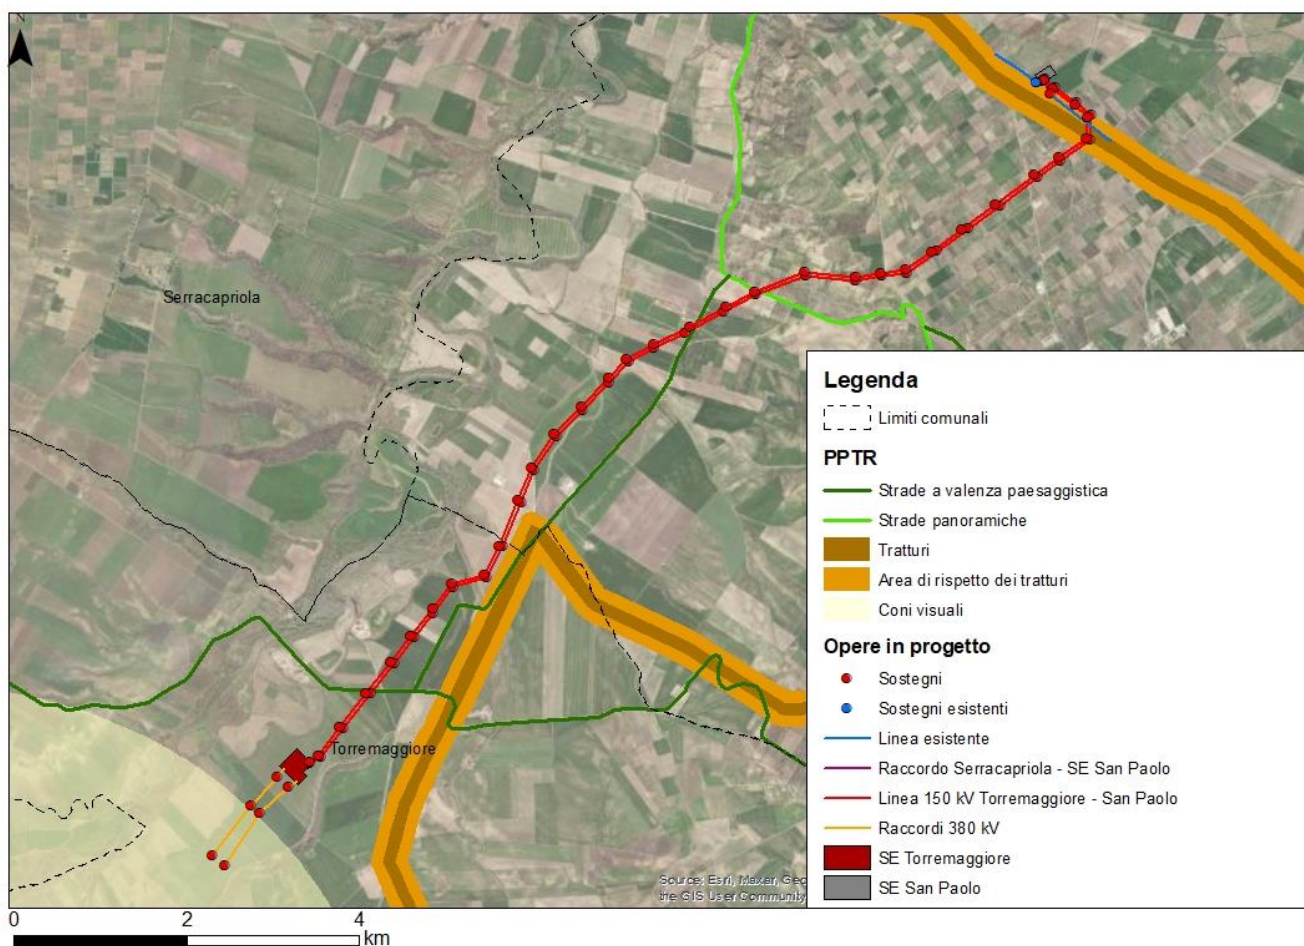 N
Serracapriola
Torremaggiore
Legenda
Limiti comunali
PPTR
Strade a valenza paesaggistica
Strade panoramiche
Tratturi
Area di rispetto dei tratturi
Coni visuali
Opere in progetto
Sostegni
Sostegni esistenti
Linea esistente
Raccordo Serracapriola - SE San Paolo
Linea 150 kV Torremaggiore - San Paolo
Raccordi 380 kV
SE Torremaggiore
SE San Paolo
Source: Esri, Maxar, Geo
the GIS User Community
0 2 4
km